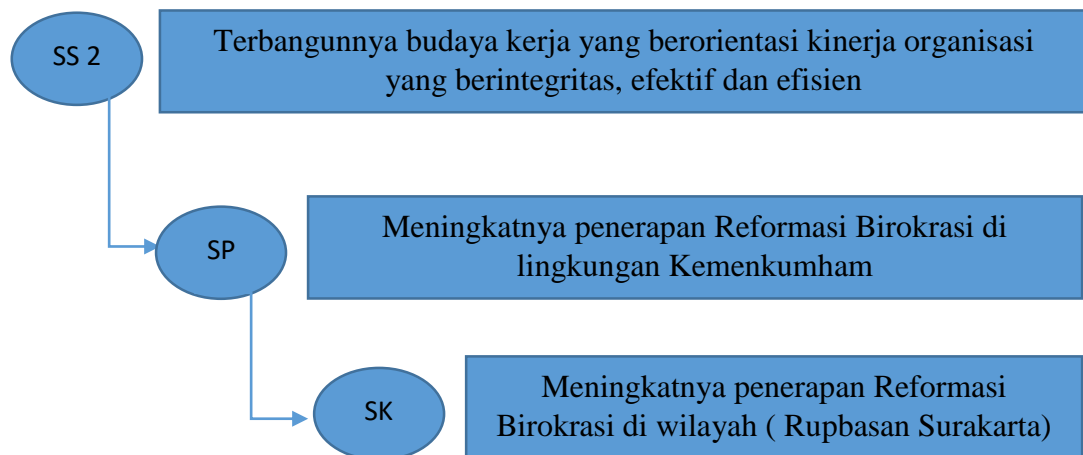 SS 2
Terbangunnya budaya kerja yang berorientasi kinerja organisasi
yang berintegritas, efektif dan efisien
SP
Meningkatnya penerapan Reformasi Birokrasi di
lingkungan Kemenkumham
SK
Meningkatnya penerapan Reformasi
Birokrasi di wilayah ( Rupbasan Surakarta)